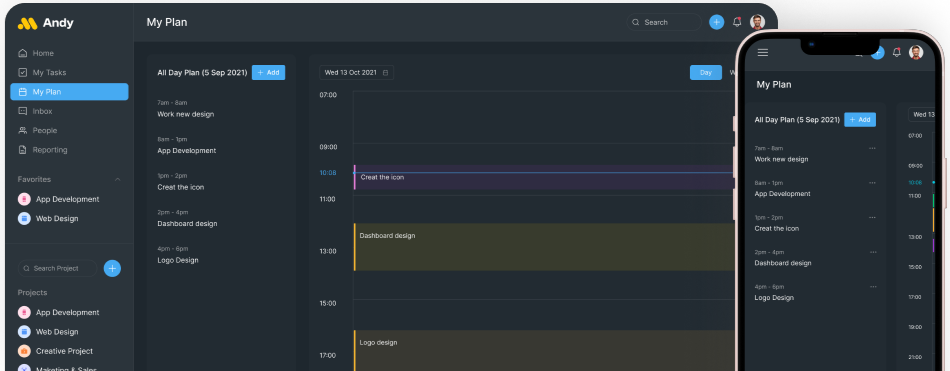 Andy
My Plan
Search
Home
My Tasks
My Plan
Inbox
People
Reporting
Favorites
App Development
Web Design
Search Project
Projects
App Development
Web Design
Creative Project
Maketing & Sales
All Day Plan (5 Sep 2021)
+ Add
7am - 8am
Work new design
8am - 1pm
App Development
1pm - 2pm
Creat the icon
2pm - 4pm
Dashboard design
4pm - 6pm
Logo Design
Wed 13 Oct 2021
Day
W
07:00
09:00
10:08
Creat the icon
11:00
Dashboard design
13:00
15:00
Logo design
17:00
My Plan
All Day Plan (5 Sep 2021)
+ Add
7am - 8am
Work new design
8am - 1pm
App Development
1pm - 2pm
Creat the icon
2pm - 4pm
Dashboard design
4pm - 6pm
Logo Design
Wed 13
07:00
09:00
10:08
11:00
13:00
15:00
17:00
19:00
21:00